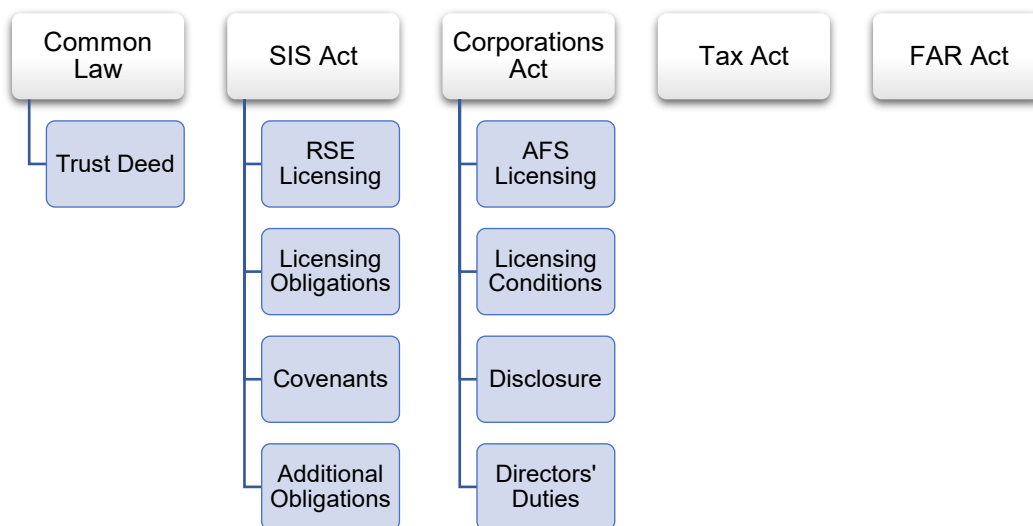 Common
Law
SIS Act
Corporations
Act
Tax Act
FAR Act
Trust Deed
RSE
Licensing
AFS
Licensing
Licensing
Obligations
Licensing
Conditions
Covenants
Disclosure
Additional
Obligations
Directors'
Duties